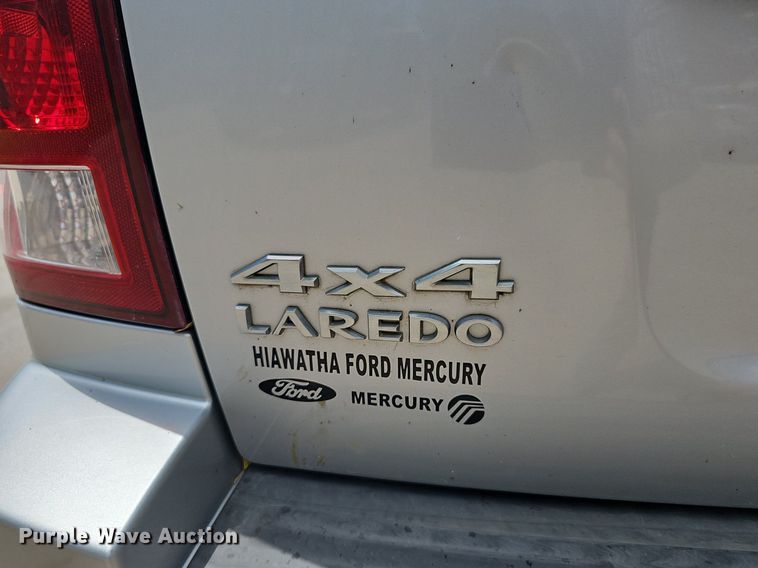 4x4
LAREDO
HIAWATHA FORD MERCURY
Ford MERCURY
Purple Wave Auction